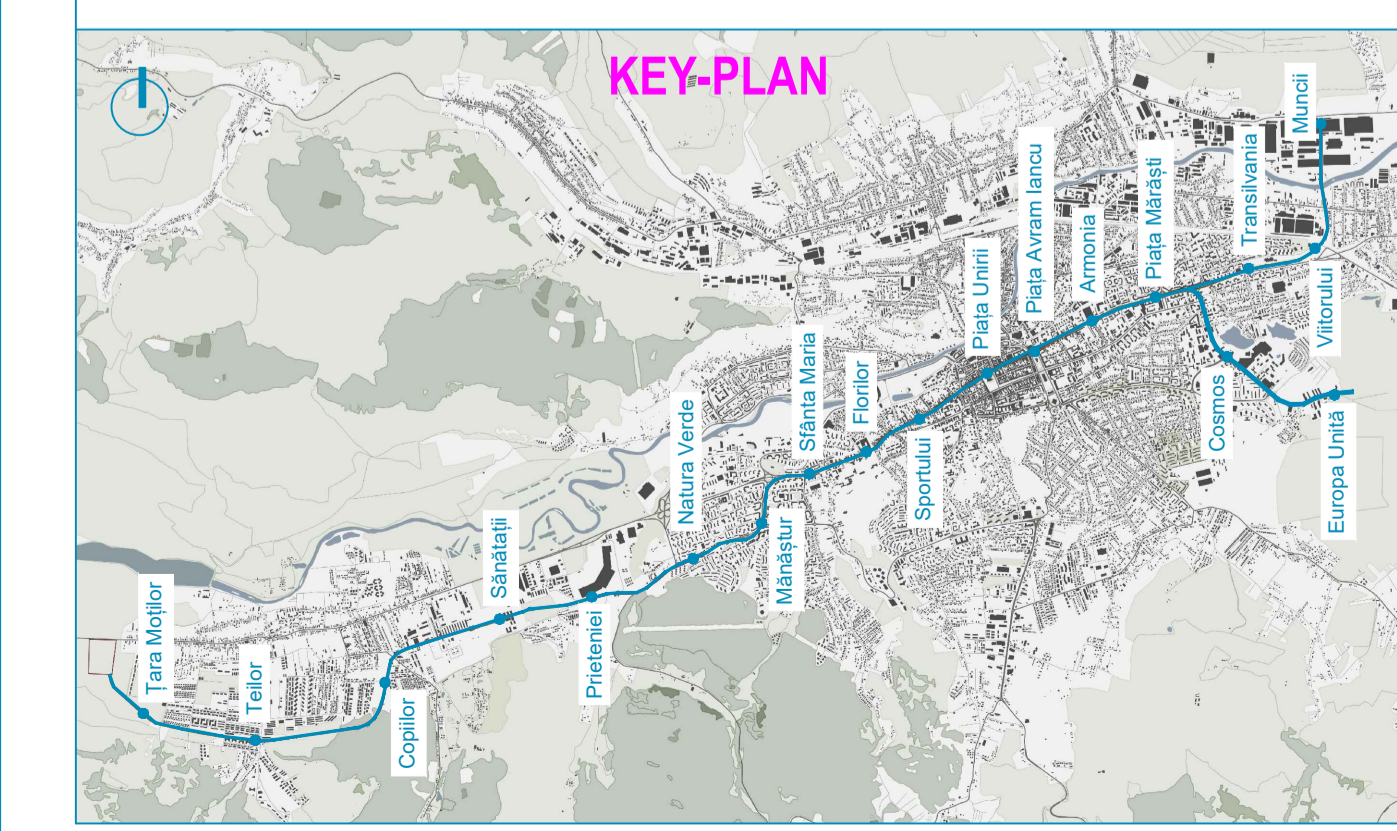 KEY-PLAN
Țara Moților
Teilor
Copiilor
Sănătații
Prieteniei
Natura Verde
Mănăștur
Sfânta Maria
Florilor
Sportului
Piața Unirii
Piața Avram Iancu
Armonia
Piața Mărăști
Transilvania
Viitorului
Muncii
Cosmos
Europa Unită